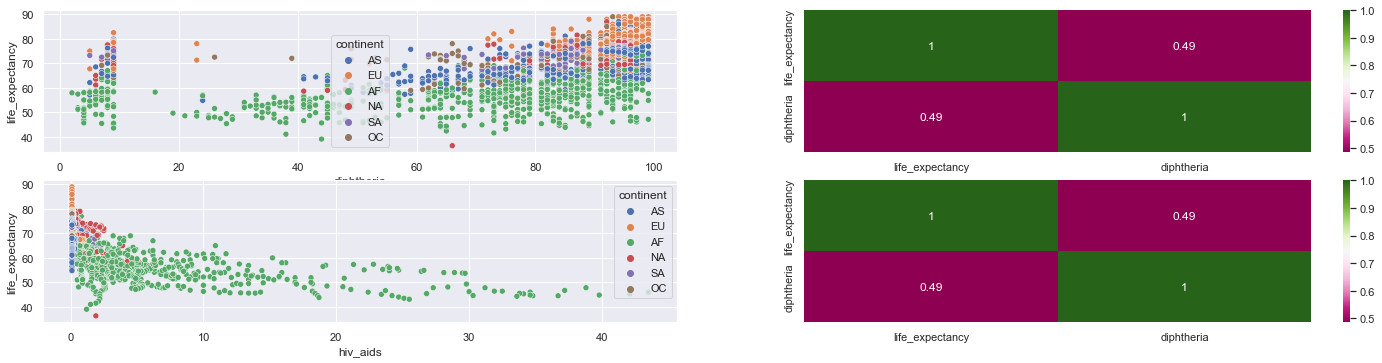 90
80
70
60
50
40
life_expectancy
0
20
40
60
80
100
diphtheria
continent
AS
EU
AF
NA
SA
OC
life_expectancy
diphtheria
1
0.49
0.49
1
life_expectancy
diphtheria
1.0
0.9
0.8
0.7
0.6
0.5
90
80
70
60
50
40
life_expectancy
0
10
20
30
40
hiv_aids
continent
AS
EU
AF
NA
SA
OC
life_expectancy
diphtheria
1
0.49
0.49
1
life_expectancy
diphtheria
1.0
0.9
0.8
0.7
0.6
0.5